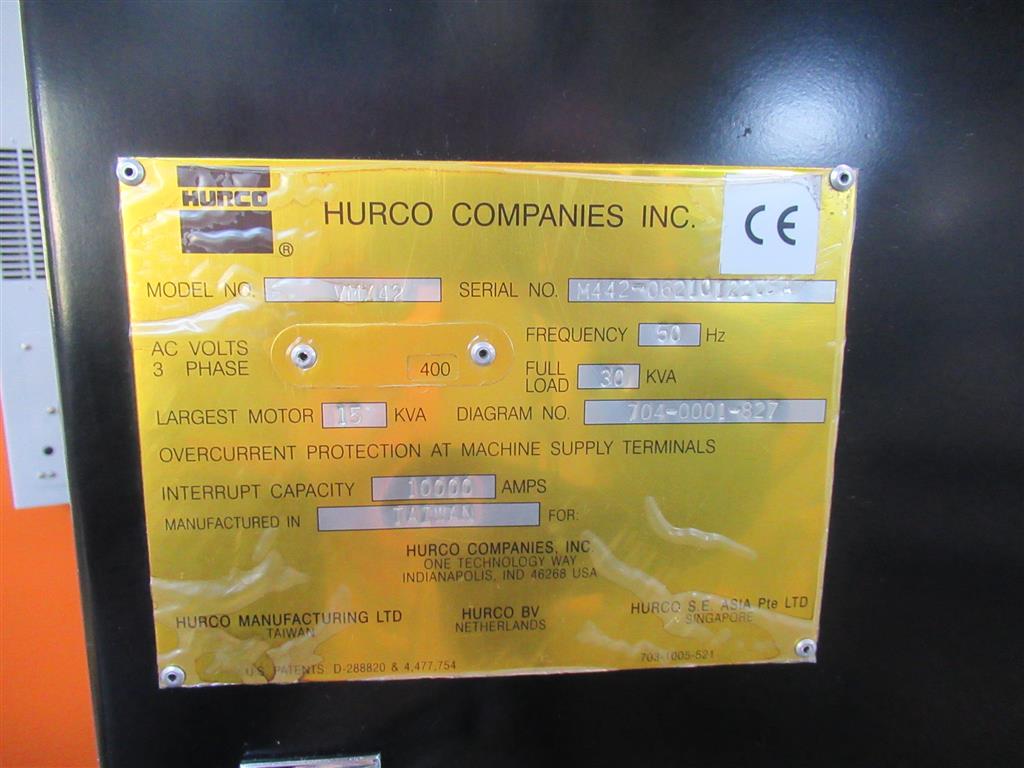 HURCO
®
HURCO COMPANIES INC.
CE
MODEL NO.
SERIAL NO.
AC VOLTS
3 PHASE
400
FREQUENCY 50 Hz
FULL
LOAD 30 KVA
LARGEST MOTOR 15 KVA
DIAGRAM NO. 704-0001-827
OVERCURRENT PROTECTION AT MACHINE SUPPLY TERMINALS
INTERRUPT CAPACITY 10000 AMPS
MANUFACTURED IN TAIWAN FOR:
HURCO COMPANIES, INC.
ONE TECHNOLOGY WAY
INDIANAPOLIS, IND 46268 USA
HURCO MANUFACTURING LTD
TAIWAN
HURCO BV
NETHERLANDS
HURCO S.E. ASIA Pte LTD
SINGAPORE
U.S. PATENTS D-288820 & 4,477,754
703-1005-521